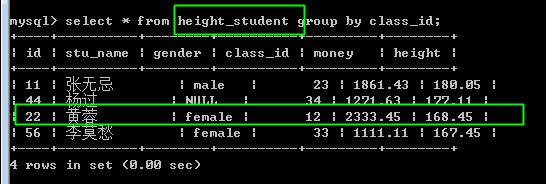 mysql> select * from height_student group by class_id;
+----+----------+--------+----------+---------+--------+
| id | stu_name | gender | class_id | money | height |
+----+----------+--------+----------+---------+--------+
| 11 | 张无忌 | male | 23 | 1861.43 | 180.05 |
| 44 | 杨过 | NULL | 34 | 1271.63 | 177.11 |
| 22 | 黄蓉 | female | 12 | 2333.45 | 168.45 |
| 56 | 李莫愁 | female | 33 | 1111.11 | 167.45 |
+----+----------+--------+----------+---------+--------+
4 rows in set (0.00 sec)